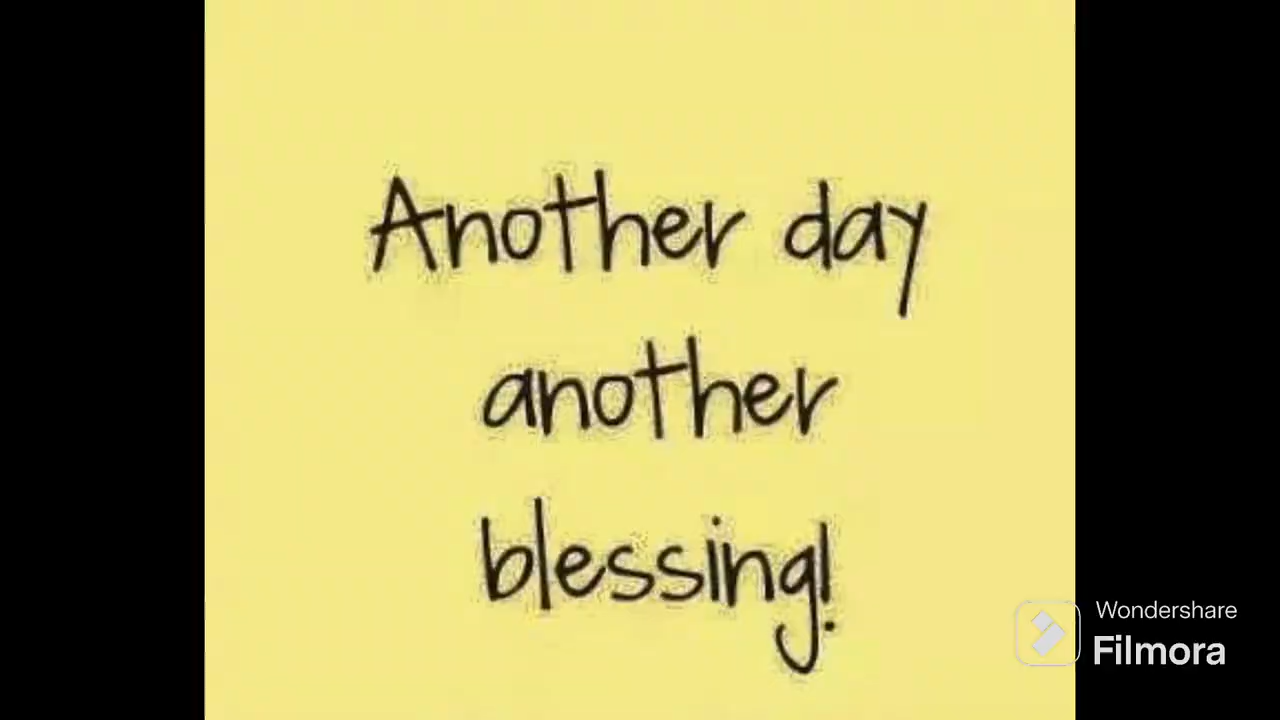 Another day
another
blessing!
Wondershare
Filmora